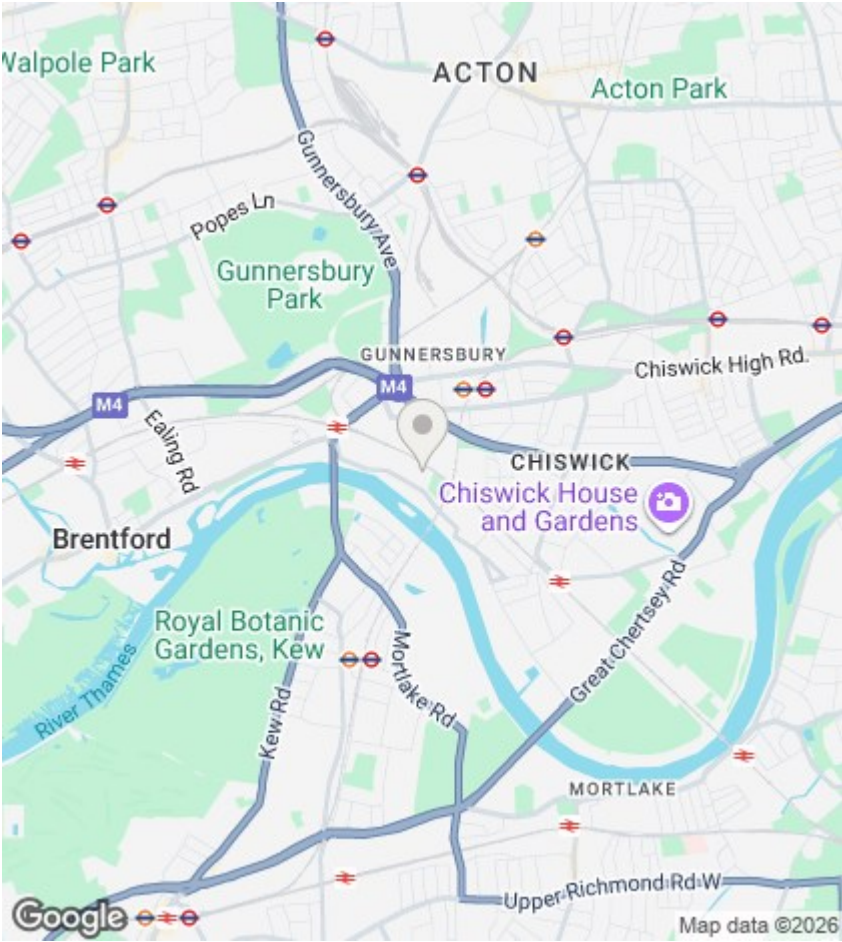 Walpole Park
ACTON
Acton Park
Gunnersbury Ave
Popes Ln
Gunnersbury
Park
GUNNERSBURY
Chiswick High Rd.
M4
M4
Ealing Rd
CHISWICK
Chiswick House
and Gardens
Brentford
Royal Botanic
Gardens, Kew
Mortlake Rd
Great Chertsey Rd
River Thames
Kew Rd
MORTLAKE
Upper Richmond Rd W
Google
Map data ©2026